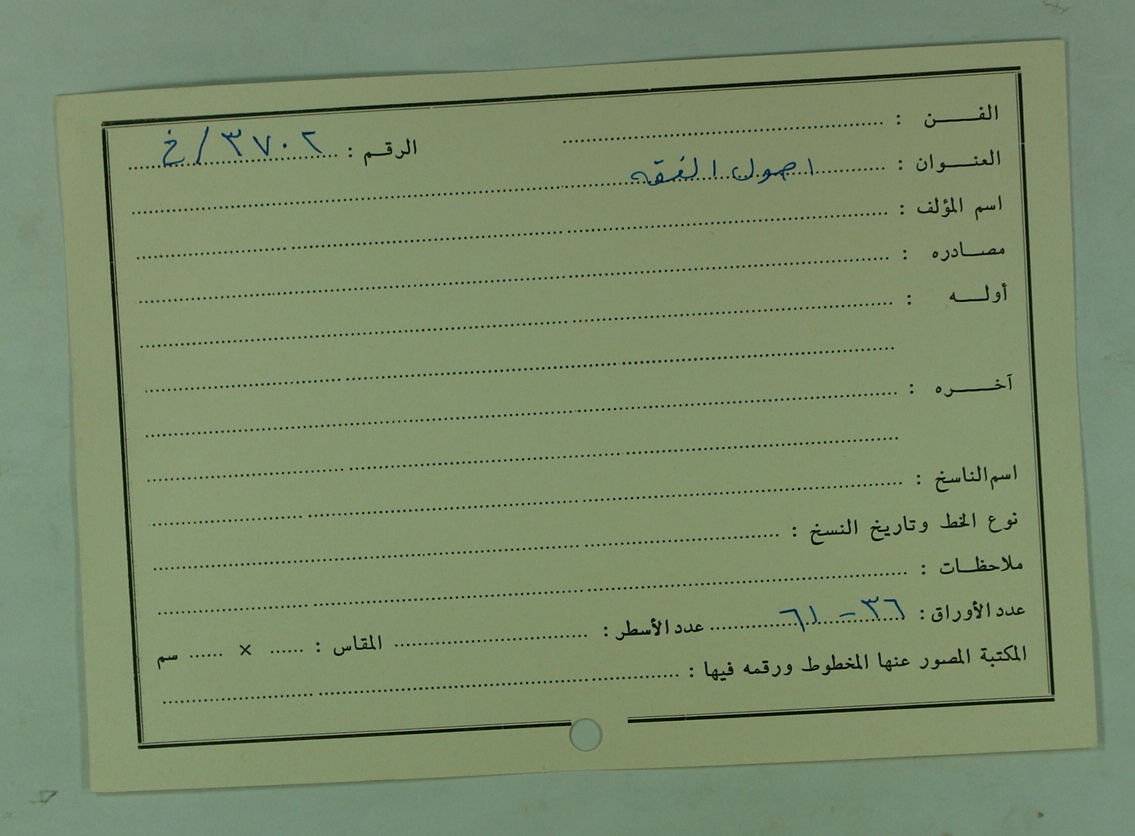 الفن :
الرقم : ٣٧٠٢ / خ
العنوان : اصول الفقه
اسم المؤلف :
مصادره :
أوله :
آخره :
اسم الناسخ :
نوع الخط وتاريخ النسخ :
ملاحظات :
عدد الأوراق : ٣٦ - ٦١ عدد الأسطر : المقاس : × سم
المكتبة المصور عنها المخطوط ورقمه فيها :